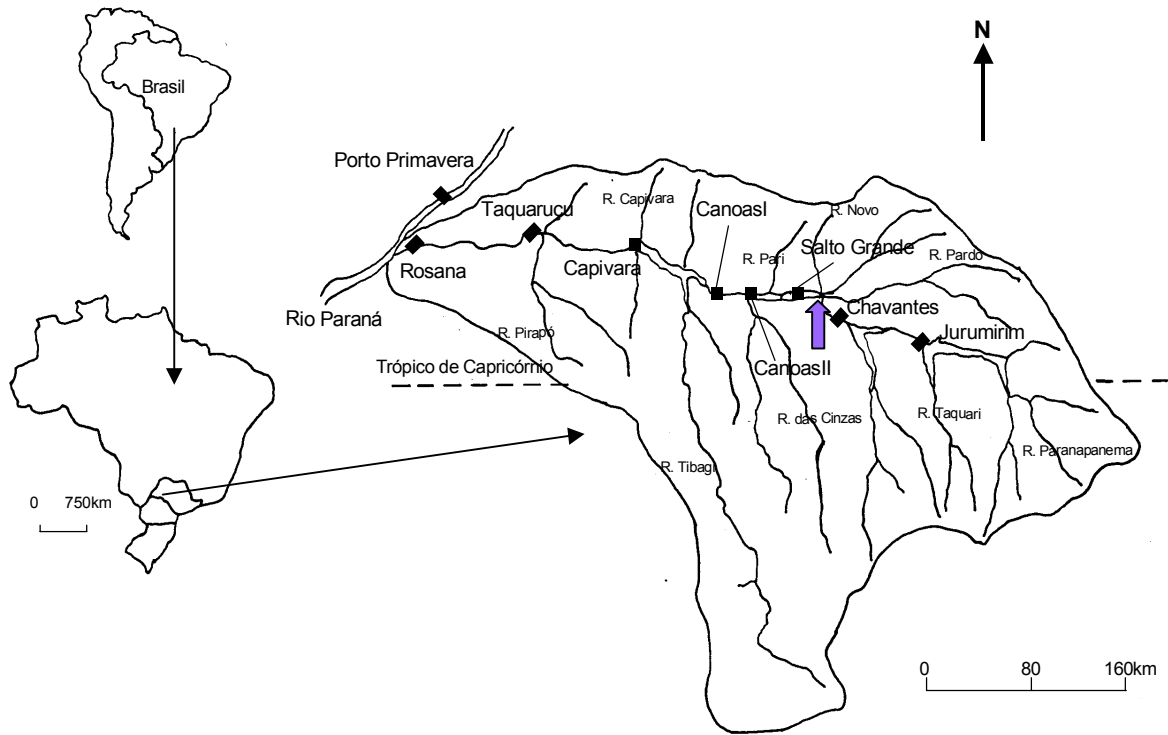 N
Brasil
Porto Primavera
Taquaruçu
R. Capivara
CanoasI
R. Novo
Salto Grande
R. Pari
R. Pardo
Rosana
Capivara
Chavantes
Rio Paraná
R. Pirapó
Jurumirim
Trópico de Capricórnio
CanoasII
R. das Cinzas
R. Taquari
R. Tibagi
R. Paranapanema
0 750km
0 80 160km